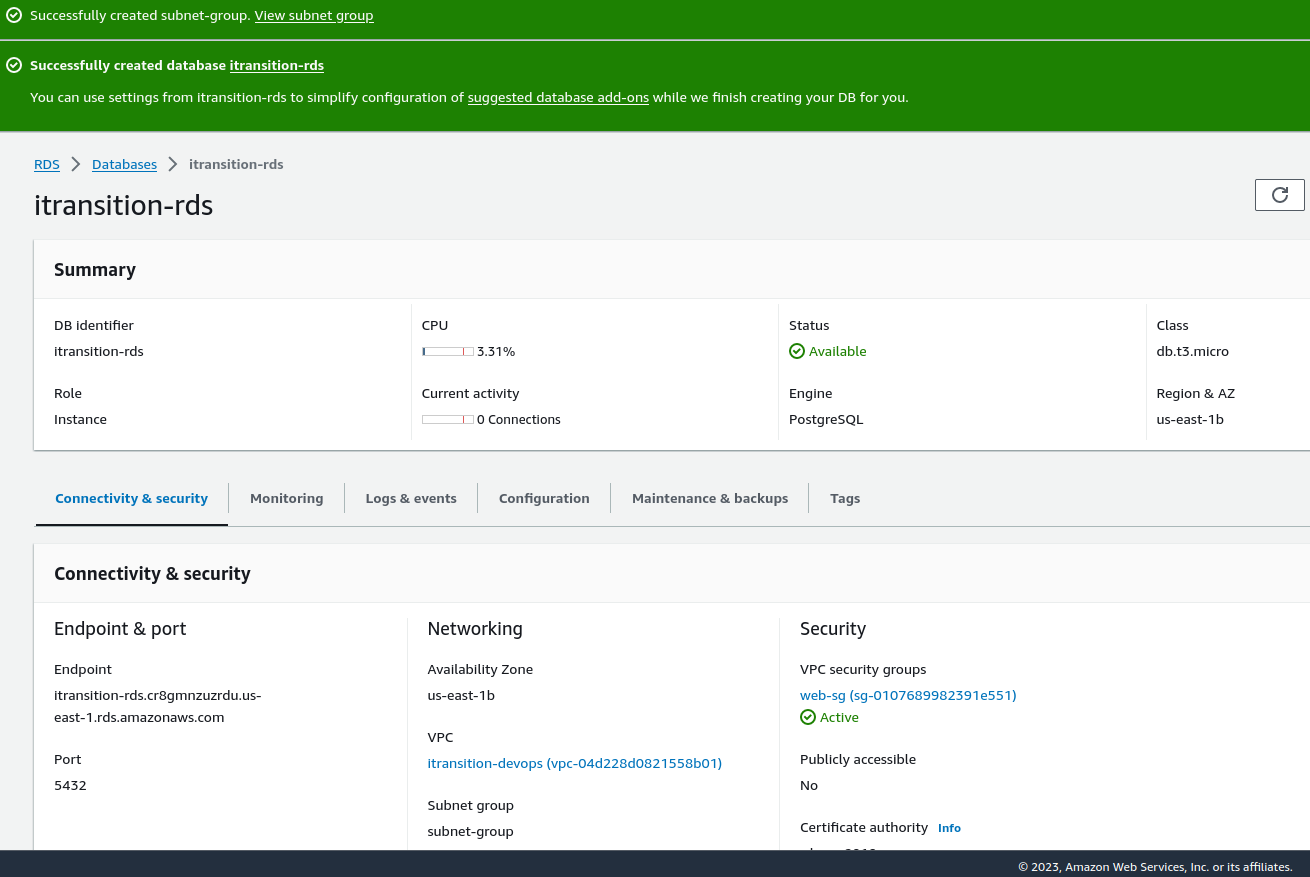 Successfully created subnet-group. View subnet group
Successfully created database itransition-rds
You can use settings from itransition-rds to simplify configuration of suggested database add-ons while we finish creating your DB for you.
RDS > Databases > itransition-rds
itransition-rds
Summary
DB identifier
itransition-rds
CPU
3.31%
Status
Available
Class
db.t3.micro
Role
Instance
Current activity
0 Connections
Engine
PostgreSQL
Region & AZ
us-east-1b
Connectivity & security
Monitoring
Logs & events
Configuration
Maintenance & backups
Tags
Connectivity & security
Endpoint & port
Endpoint
itransition-rds.cr8gmnzuzrdu.us-
east-1.rds.amazonaws.com
Port
5432
Networking
Availability Zone
us-east-1b
VPC
itransition-devops (vpc-04d228d0821558b01)
Subnet group
subnet-group
Security
VPC security groups
web-sg (sg-0107689982391e551)
Active
Publicly accessible
No
Certificate authority Info
© 2023, Amazon Web Services, Inc. or its affiliates.